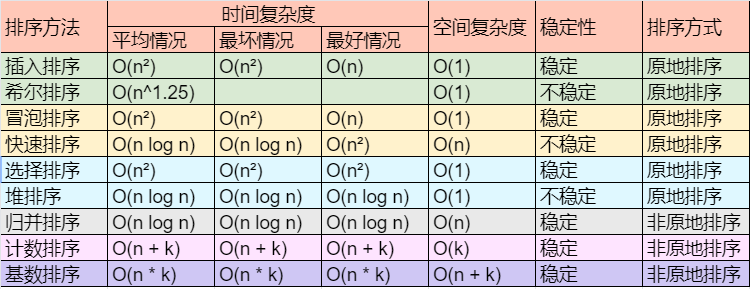 排序方法 时间复杂度 空间复杂度 稳定性 排序方式
平均情况 最坏情况 最好情况
插入排序 O(n²) O(n²) O(n) O(1) 稳定 原地排序
希尔排序 O(n^1.25) O(1) 不稳定 原地排序
冒泡排序 O(n²) O(n²) O(n) O(1) 稳定 原地排序
快速排序 O(n log n) O(n log n) O(n²) O(n) 不稳定 原地排序
选择排序 O(n²) O(n²) O(n²) O(1) 稳定 原地排序
堆排序 O(n log n) O(n log n) O(n log n) O(1) 不稳定 原地排序
归并排序 O(n log n) O(n log n) O(n log n) O(n) 稳定 非原地排序
计数排序 O(n + k) O(n + k) O(n + k) O(k) 稳定 非原地排序
基数排序 O(n * k) O(n * k) O(n * k) O(n + k) 稳定 非原地排序